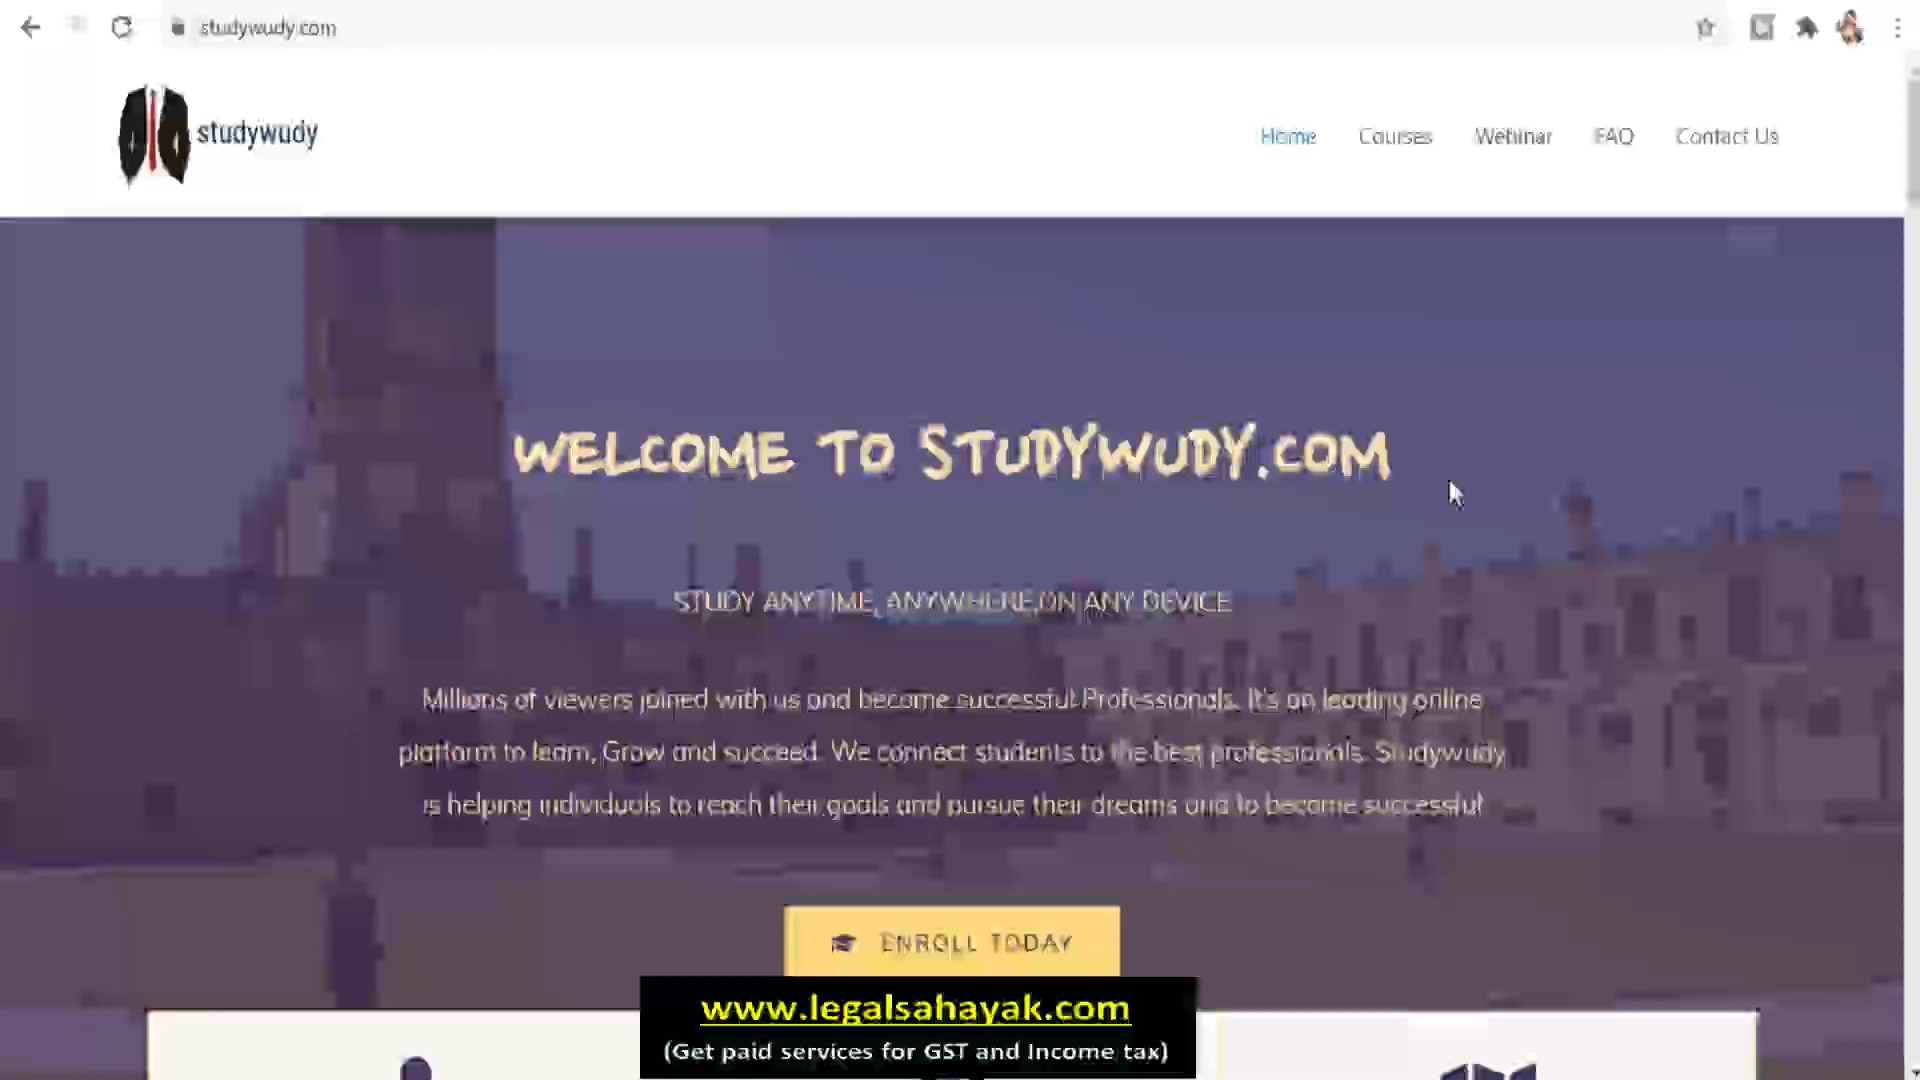 studywudy.com
studywudy
Home Courses Webinar FAQ Contact Us
WELCOME TO STUDYWUDY.COM
STUDY ANYTIME, ANYWHERE,ON ANY DEVICE
Millions of viewers joined with us and become successful Professionals. It's an leading online
platform to learn, Grow and succeed. We connect students to the best professionals. Studywudy
is helping individuals to reach their goals and pursue their dreams and to become successful
ENROLL TODAY
www.legalsahayak.com
(Get paid services for GST and Income tax)